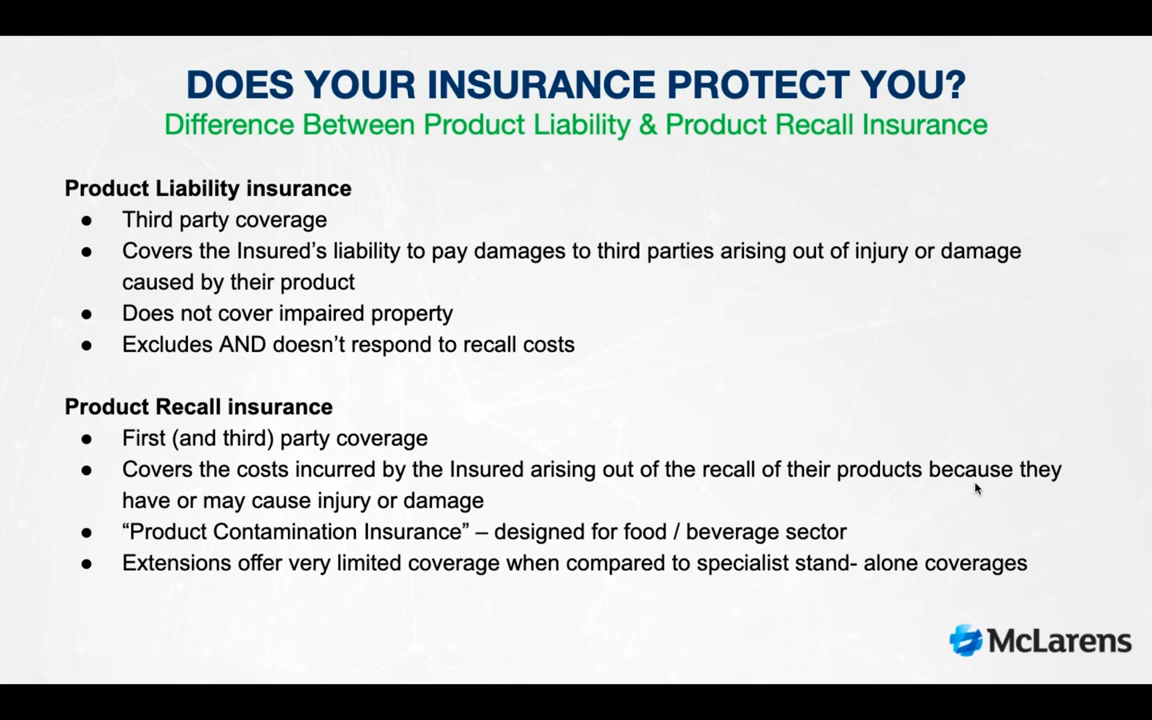 DOES YOUR INSURANCE PROTECT YOU?
Difference Between Product Liability & Product Recall Insurance
Product Liability insurance
● Third party coverage
● Covers the Insured’s liability to pay damages to third parties arising out of injury or damage
caused by their product
● Does not cover impaired property
● Excludes AND doesn’t respond to recall costs
Product Recall insurance
● First (and third) party coverage
● Covers the costs incurred by the Insured arising out of the recall of their products because they
have or may cause injury or damage
● “Product Contamination Insurance” – designed for food / beverage sector
● Extensions offer very limited coverage when compared to specialist stand- alone coverages
McLarens